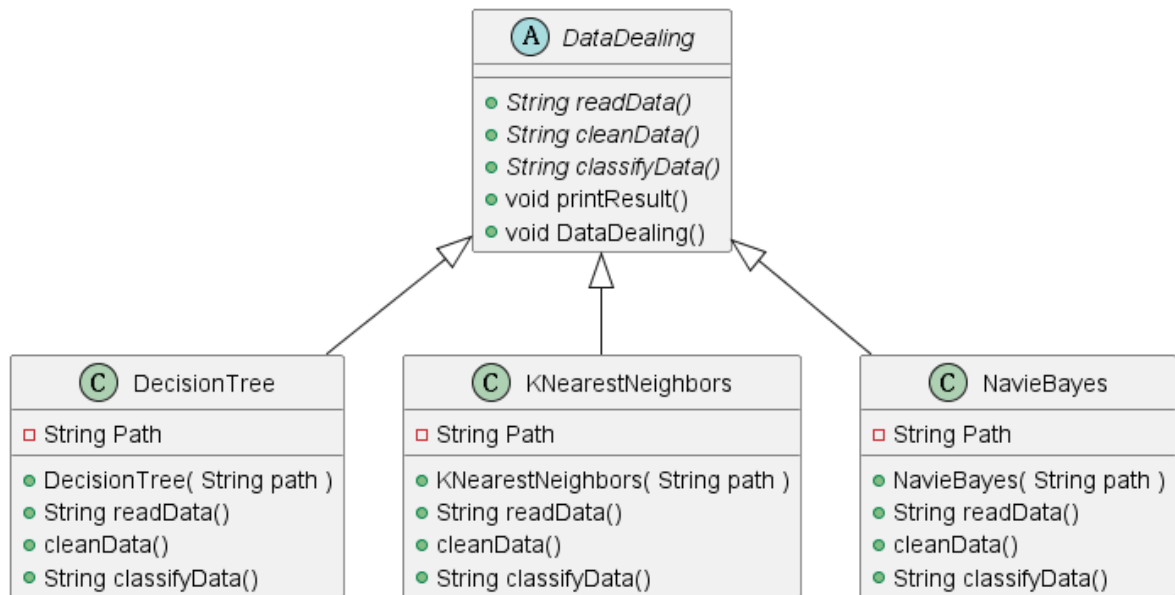 A DataDealing
String readData()
String cleanData()
String classifyData()
void printResult()
void DataDealing()
C DecisionTree
String Path
DecisionTree( String path )
String readData()
cleanData()
String classifyData()
C KNearestNeighbors
String Path
KNearestNeighbors( String path )
String readData()
cleanData()
String classifyData()
C NavieBayes
String Path
NavieBayes( String path )
String readData()
cleanData()
String classifyData()